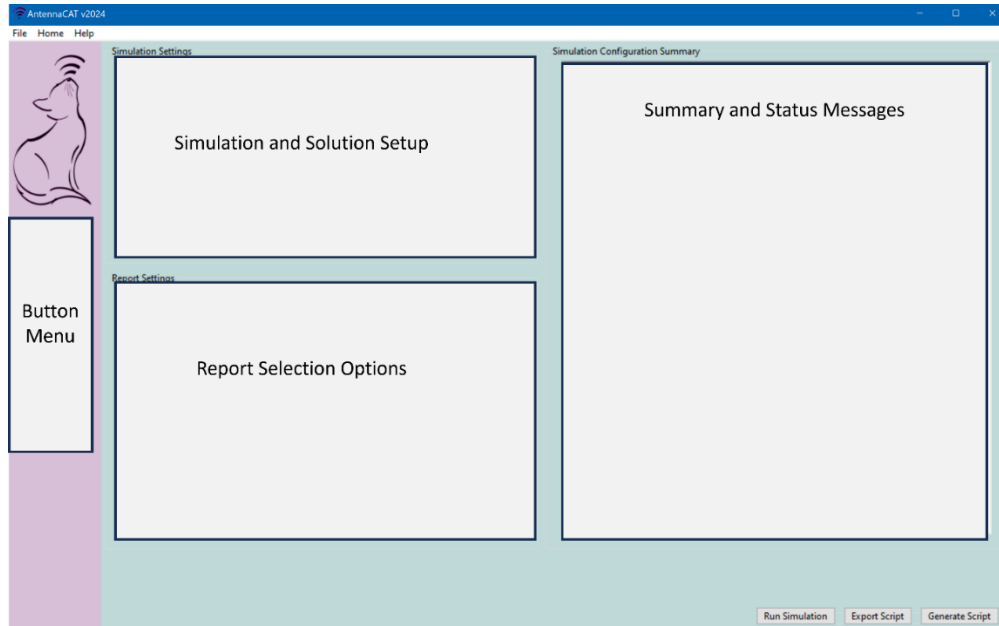 AntennaCAT v2024
File Home Help
Simulation Settings
Simulation and Solution Setup
Report Settings
Report Selection Options
Button
Menu
Simulation Configuration Summary
Summary and Status Messages
Run Simulation Export Script Generate Script